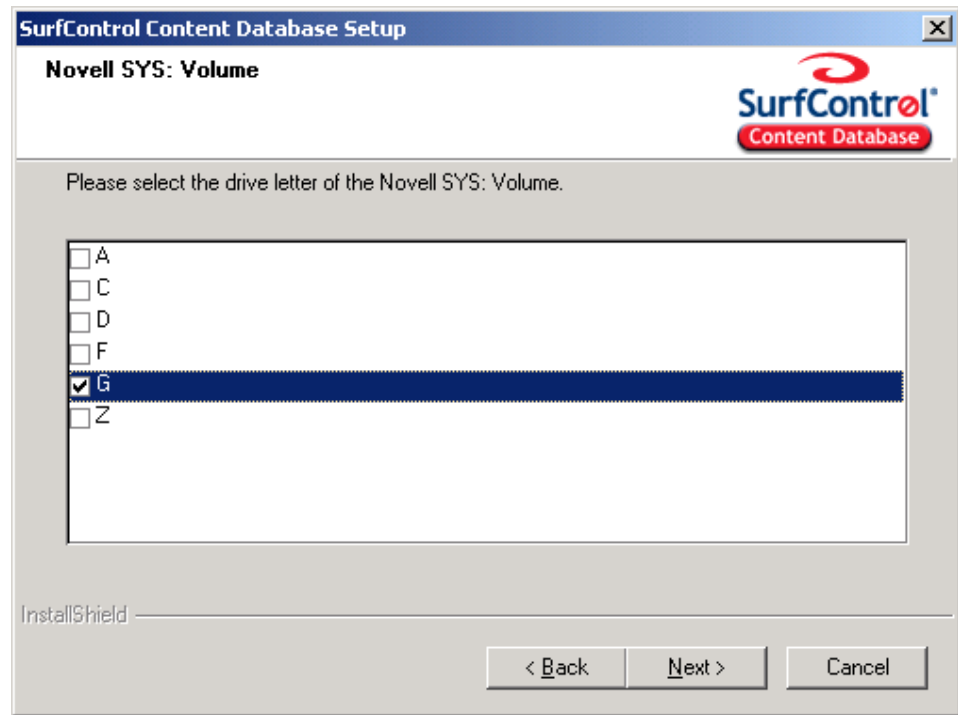 SurfControl Content Database Setup
Novell SYS: Volume
SurfControl
Content Database
Please select the drive letter of the Novell SYS: Volume.
A
C
D
F
G
Z
InstallShield
< Back Next > Cancel